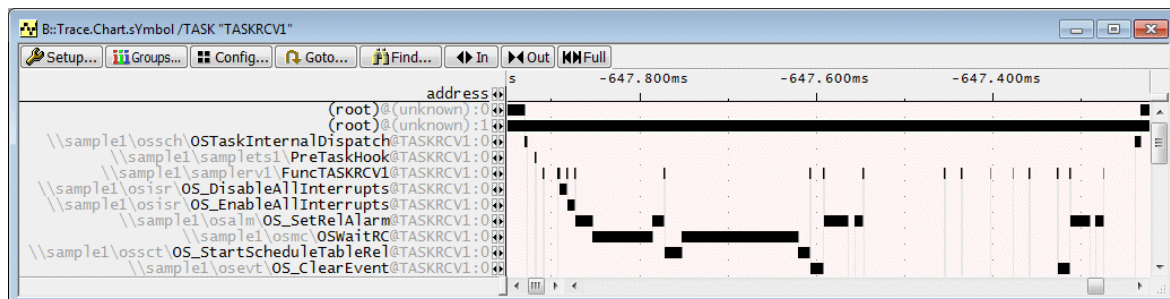 B::Trace.Chart.sYmbol /TASK "TASKRCV1"
Setup... Groups... Config... Goto... Find... In Out Full
s -647.800ms -647.600ms -647.400ms
address
(root)@(unknown):0
(root)@(unknown):1
\\sample1\ossch\OSTaskInternalDispatch@TASKRCV1:0
\\sample1\samplets1\PreTaskHook@TASKRCV1:0
\\sample1\samplerv1\FuncTASKRCV1@TASKRCV1:0
\\sample1\osisr\OS_DisableAllInterrupts@TASKRCV1:0
\\sample1\osisr\OS_EnableAllInterrupts@TASKRCV1:0
\\sample1\osalm\OS_SetRelAlarm@TASKRCV1:0
\\sample1\osmc\OSWaitRC@TASKRCV1:0
\\sample1\ossct\OS_StartScheduleTableRel@TASKRCV1:0
\\sample1\osevt\OS_ClearEvent@TASKRCV1:0